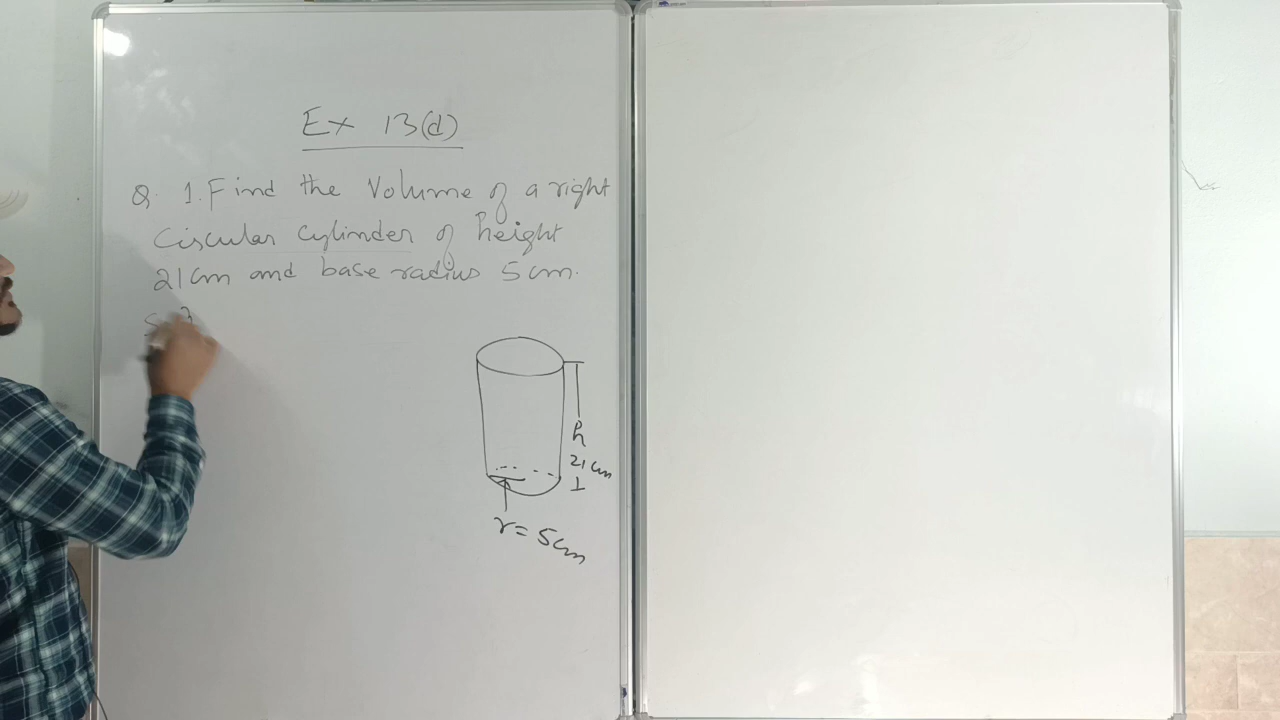 Ex 13(d)
Q. 1. Find the Volume of a right
Circular Cylinder of height
21cm and base radius 5cm.
h
21cm
r = 5cm